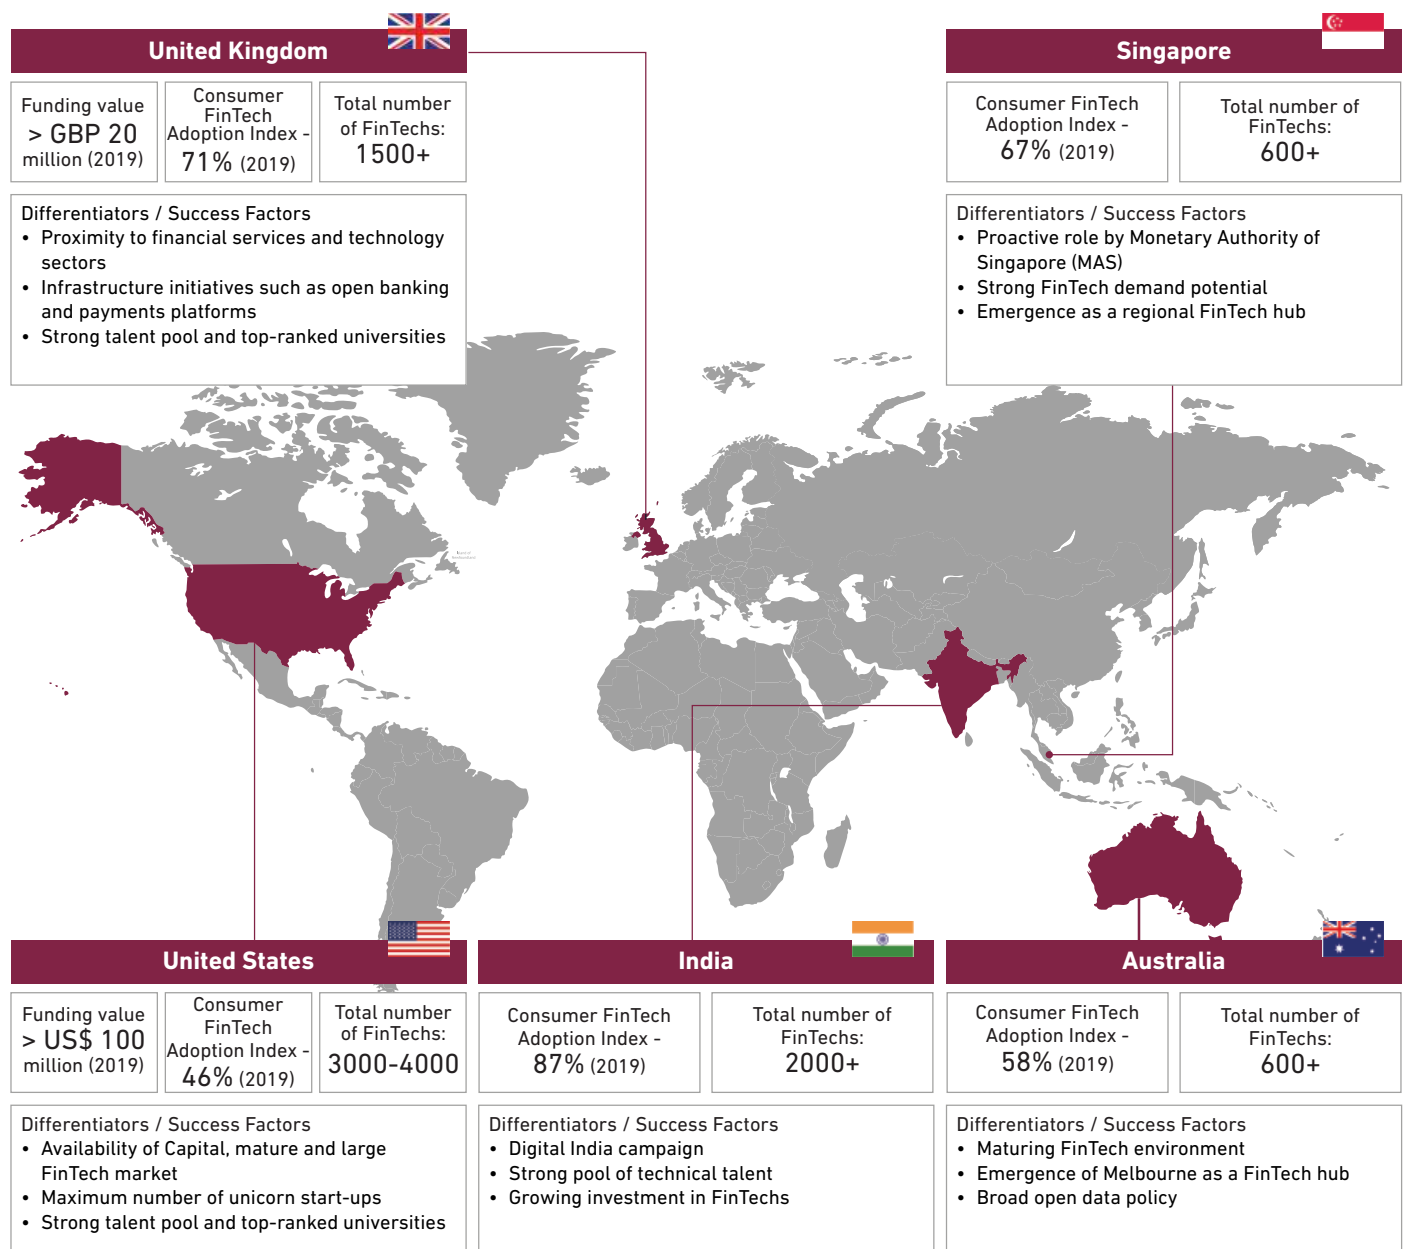 United Kingdom
Funding value
> GBP 20
million (2019)
Consumer
FinTech
Adoption Index -
71% (2019)
Total number
of FinTechs:
1500+
Differentiators / Success Factors
• Proximity to financial services and technology
sectors
• Infrastructure initiatives such as open banking
and payments platforms
• Strong talent pool and top-ranked universities
Singapore
Consumer FinTech
Adoption Index -
67% (2019)
Total number of
FinTechs:
600+
Differentiators / Success Factors
• Proactive role by Monetary Authority of
Singapore (MAS)
• Strong FinTech demand potential
• Emergence as a regional FinTech hub
United States
Funding value
> US$ 100
million (2019)
Consumer
FinTech
Adoption Index -
46% (2019)
Total number
of FinTechs:
3000-4000
Differentiators / Success Factors
• Availability of Capital, mature and large
FinTech market
• Maximum number of unicorn start-ups
• Strong talent pool and top-ranked universities
India
Consumer FinTech
Adoption Index -
87% (2019)
Total number of
FinTechs:
2000+
Differentiators / Success Factors
• Digital India campaign
• Strong pool of technical talent
• Growing investment in FinTechs
Australia
Consumer FinTech
Adoption Index -
58% (2019)
Total number of
FinTechs:
600+
Differentiators / Success Factors
• Maturing FinTech environment
• Emergence of Melbourne as a FinTech hub
• Broad open data policy